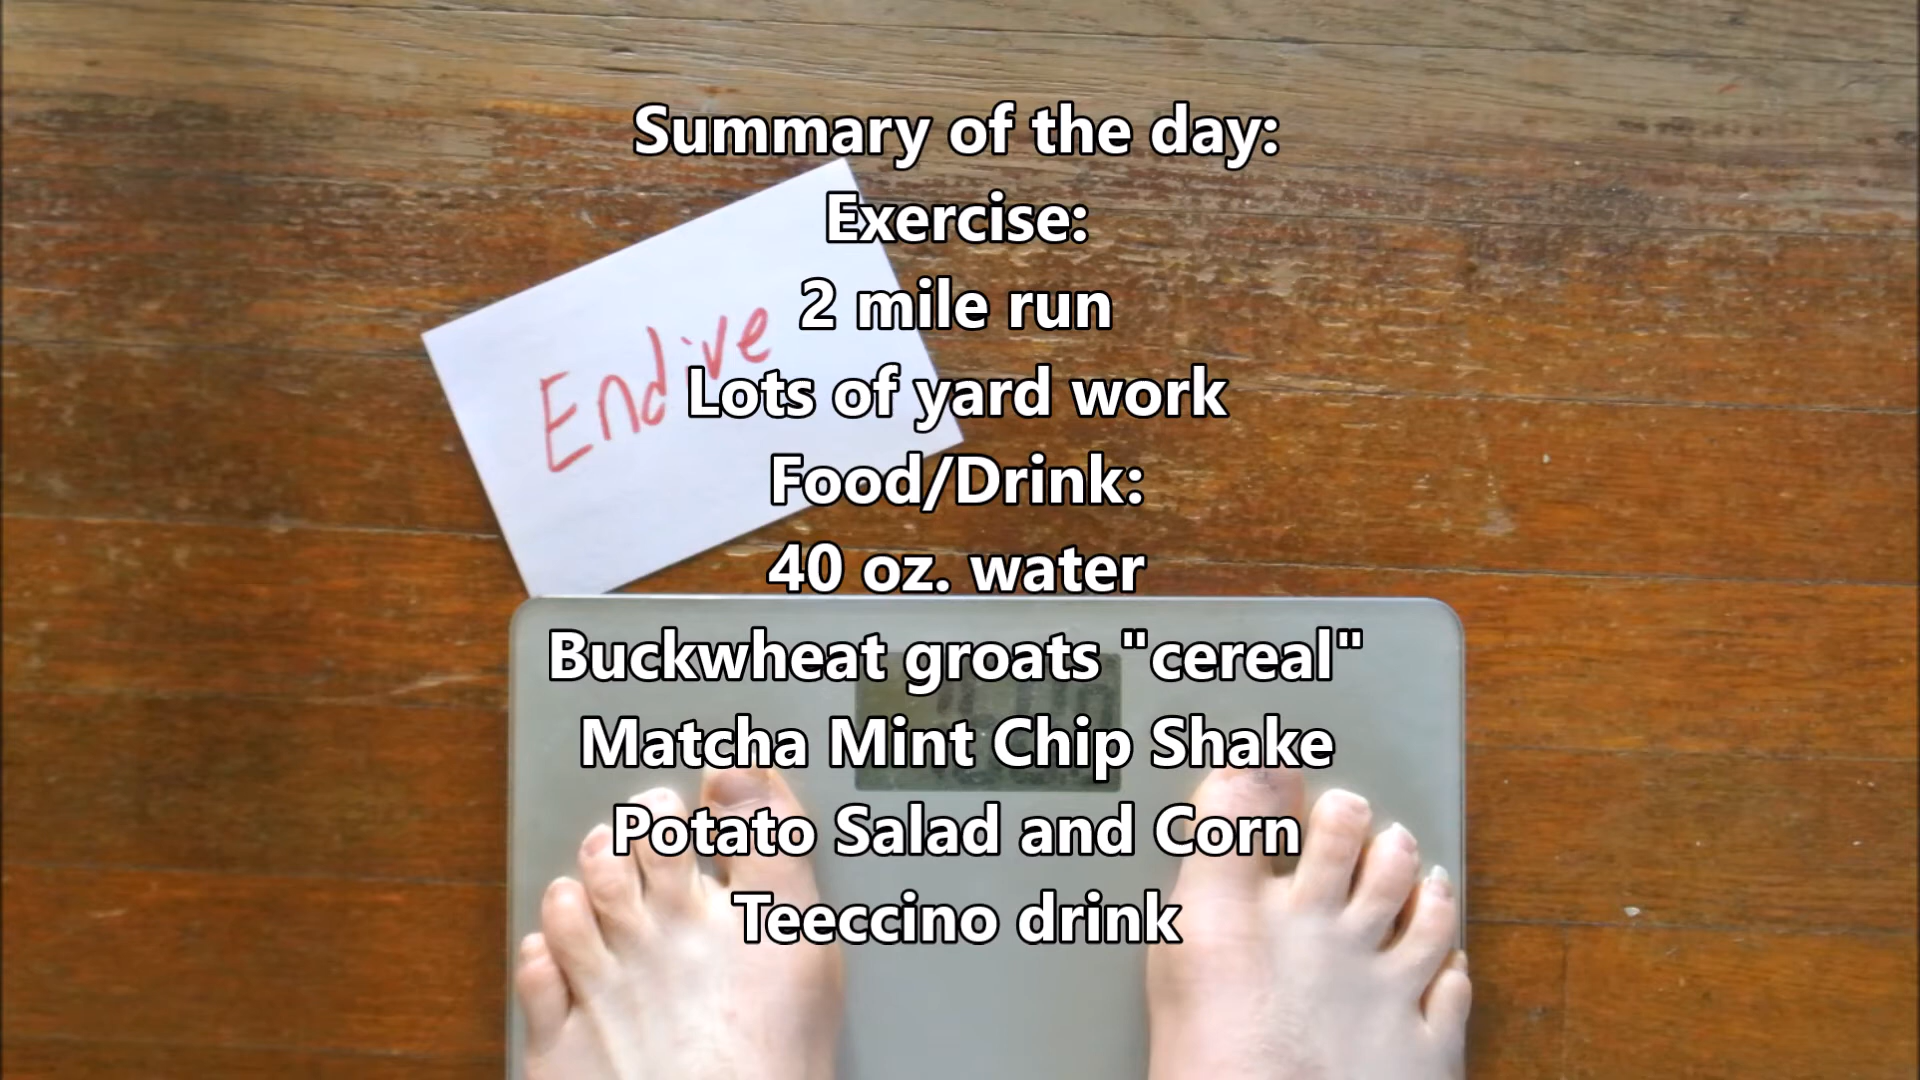 Summary of the day:
Exercise:
2 mile run
Endive
Lots of yard work
Food/Drink:
40 oz. water
Buckwheat groats "cereal"
Matcha Mint Chip Shake
Potato Salad and Corn
Teeccino drink